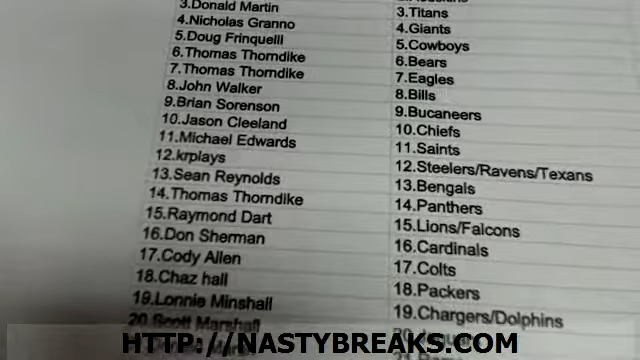 3.Donald Martin
4.Nicholas Granno
5.Doug Frinquelli
6.Thomas Thorndike
7.Thomas Thorndike
8.John Walker
9.Brian Sorenson
10.Jason Cleeland
11.Michael Edwards
12.krplays
13.Sean Reynolds
14.Thomas Thorndike
15.Raymond Dart
16.Don Sherman
17.Cody Allen
18.Chaz hall
19.Lonnie Minshall
20.Scott Marshall
3.Titans
4.Giants
5.Cowboys
6.Bears
7.Eagles
8.Bills
9.Bucaneers
10.Chiefs
11.Saints
12.Steelers/Ravens/Texans
13.Bengals
14.Panthers
15.Lions/Falcons
16.Cardinals
17.Colts
18.Packers
19.Chargers/Dolphins
HTTP://NASTYBREAKS.COM